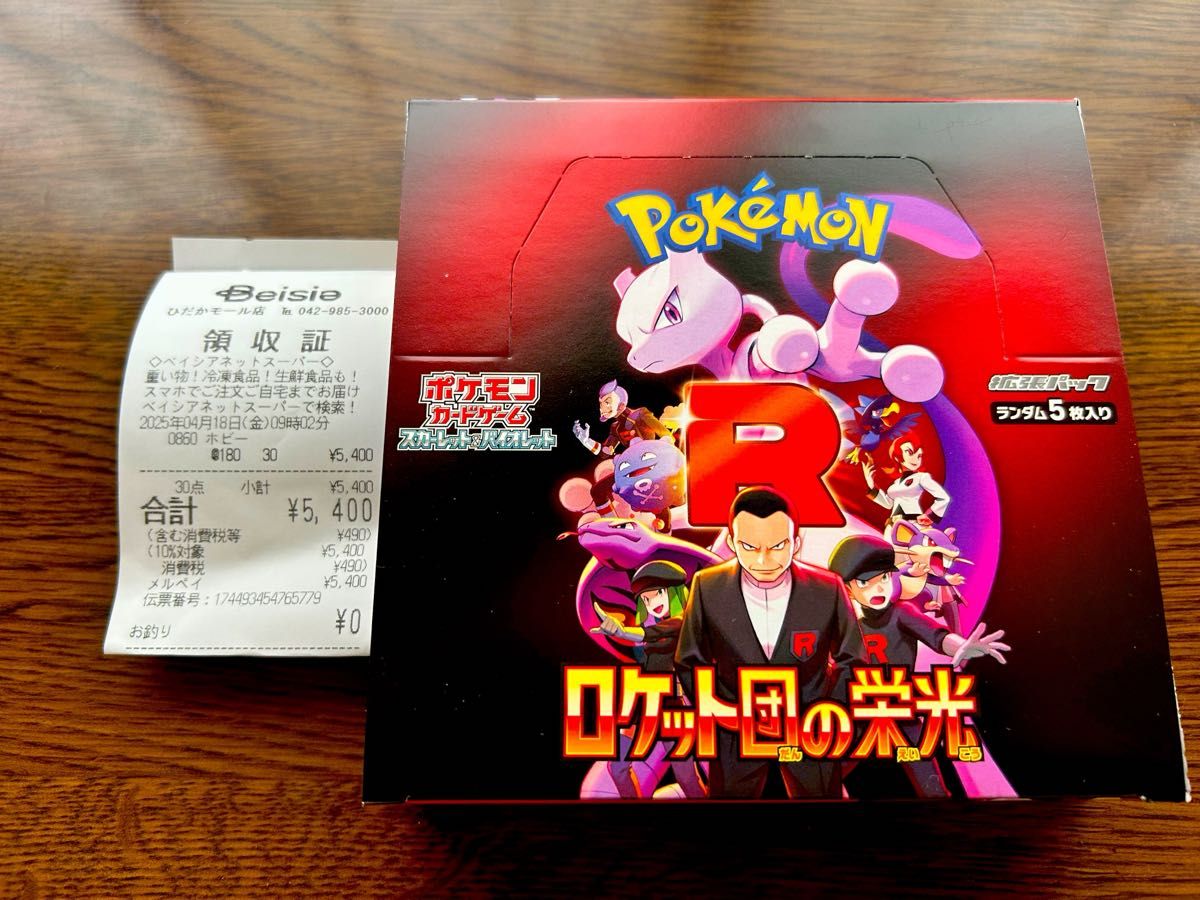 Beisia
ひだかモール店 ℡ 042-985-3000
領収証
◇ベイシアネットスーパー◇
重い物!冷凍食品!生鮮食品も!
スマホでご注文ご自宅までお届け
ベイシアネットスーパーで検索!
2025年04月18日(金)09時02分
0860 ホビー
@180 30 ¥5,400
30点 小計 ¥5,400
合計 ¥5,400
(含む消費税等 ¥490)
(10%対象 ¥5,400
消費税 ¥490)
メルペイ ¥5,400
伝票番号:174493454765779
お釣り ¥0
POKéMON
ポケモン
カードゲーム
スカーレット&バイオレット
拡張パック
ランダム5枚入り
R
R
R
ロケット団の栄光
だん えい こう